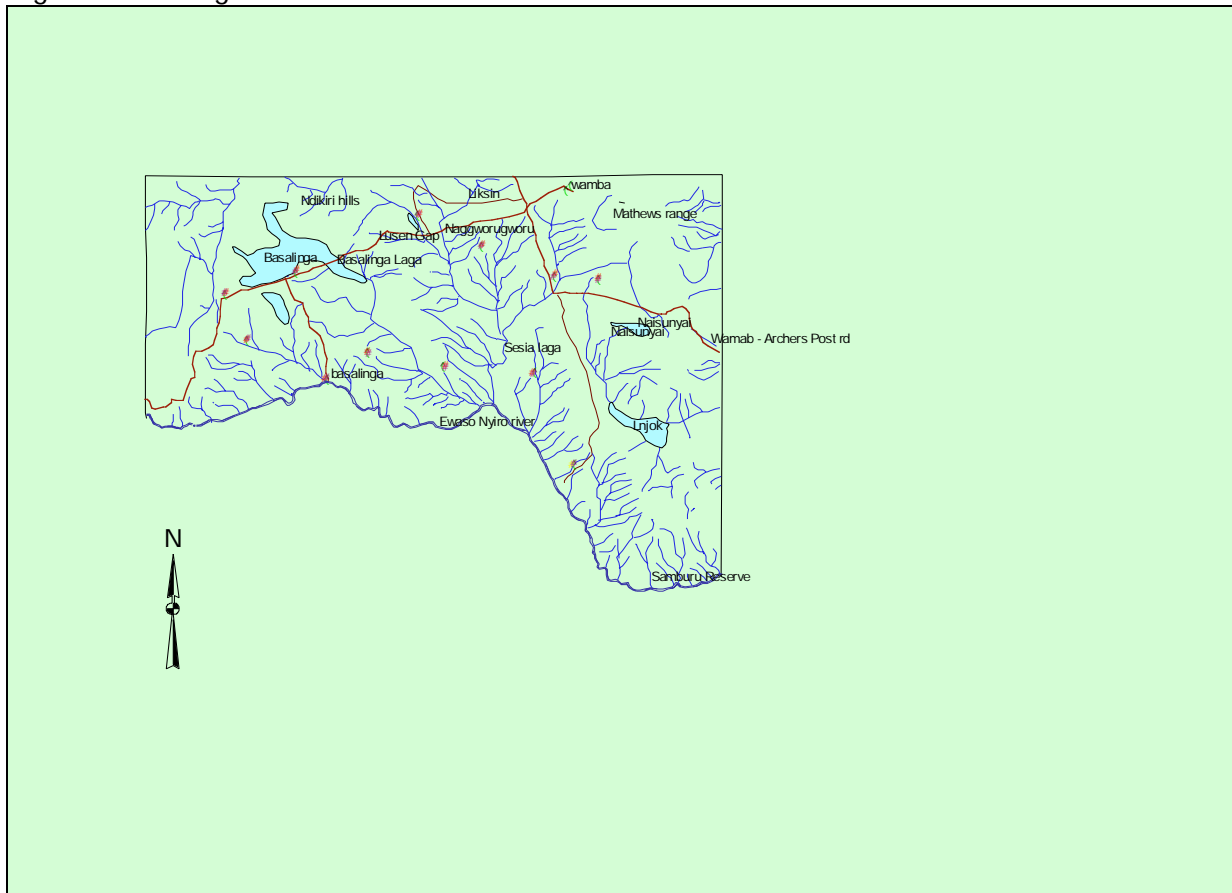 wamba
Uksin
Ndikiri hills
Mathews range
Naggworugworu
Lusen Gap
Basalinga
Basalinga Laga
Naisunyai
Naisunyai
Wamab - Archers Post rd
Sesia laga
basalinga
Ewaso Nyiro river
Lnjok
N
Samburu Reserve